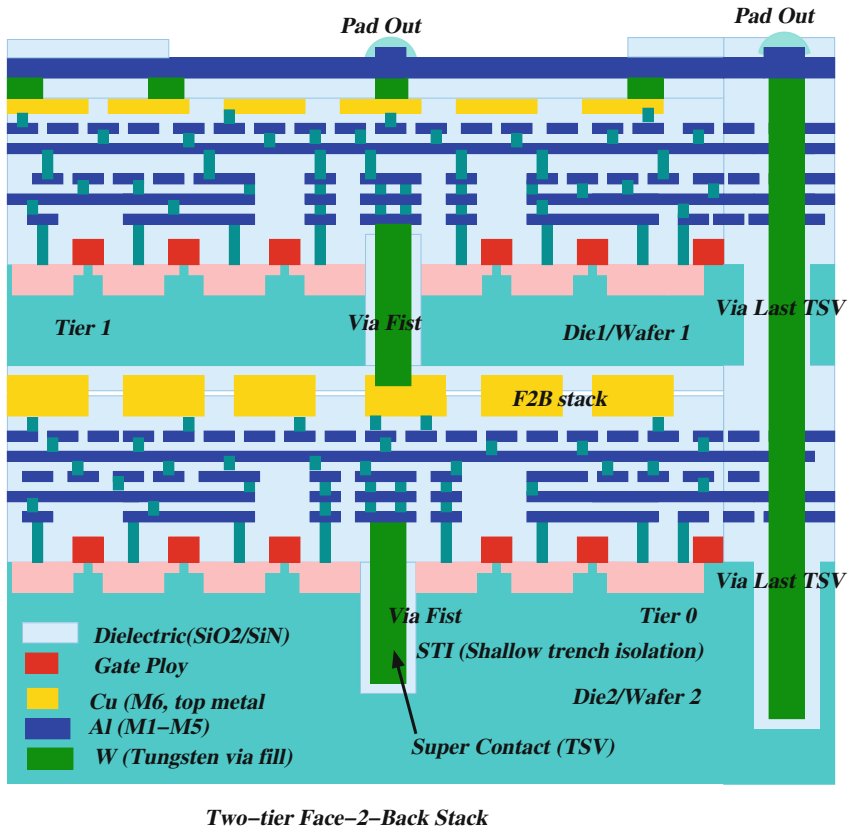 Pad Out
Pad Out
Tier 1
Via Fist
Die1/Wafer 1
Via Last TSV
F2B stack
Via Last TSV
Via Fist
Tier 0
Dielectric(SiO2/SiN)
STI (Shallow trench isolation)
Gate Ploy
Cu (M6, top metal
Die2/Wafer 2
Al (M1−M5)
Super Contact (TSV)
W (Tungsten via fill)
Two−tier Face−2−Back Stack